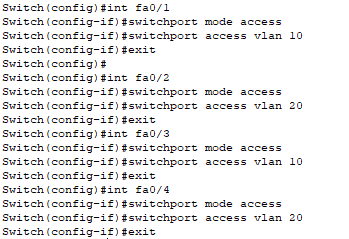 Switch(config)#int fa0/1
Switch(config-if)#switchport mode access
Switch(config-if)#switchport access vlan 10
Switch(config-if)#exit
Switch(config)#
Switch(config)#int fa0/2
Switch(config-if)#switchport mode access
Switch(config-if)#switchport access vlan 20
Switch(config-if)#exit
Switch(config)#int fa0/3
Switch(config-if)#switchport mode access
Switch(config-if)#switchport access vlan 10
Switch(config-if)#exit
Switch(config)#int fa0/4
Switch(config-if)#switchport mode access
Switch(config-if)#switchport access vlan 20
Switch(config-if)#exit